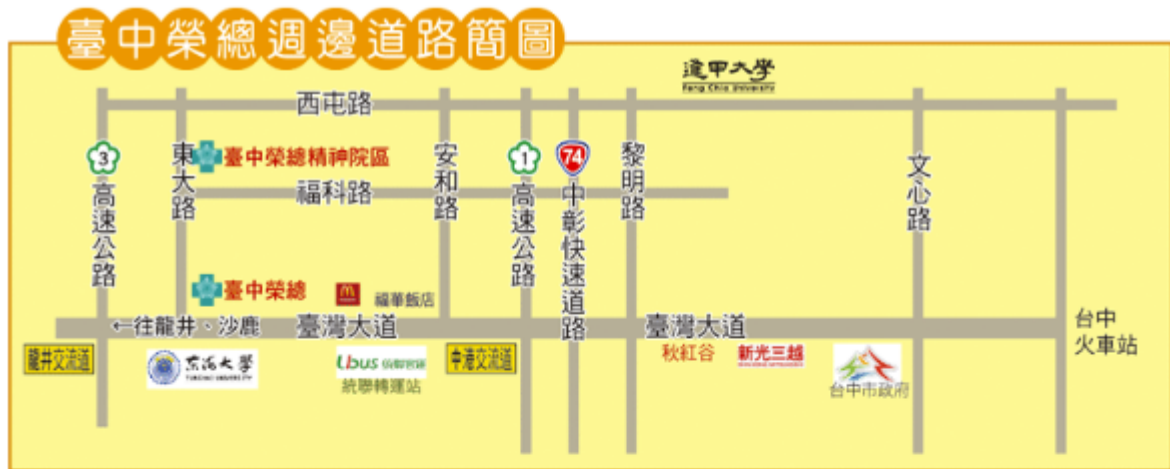 臺中榮總週邊道路簡圖
逢甲大學
Feng Chia University
西屯路
3
高速公路
東大路
臺中榮總精神院區
福科路
安和路
1
高速公路
74
中彰快速道路
黎明路
文心路
臺中榮總
福華飯店
←往龍井、沙鹿
臺灣大道
臺灣大道
台中
火車站
龍井交流道
東海大學
TUNGHAI UNIVERSITY
Ubus 統聯客運
統聯轉運站
中港交流道
秋紅谷
新光三越
台中市政府